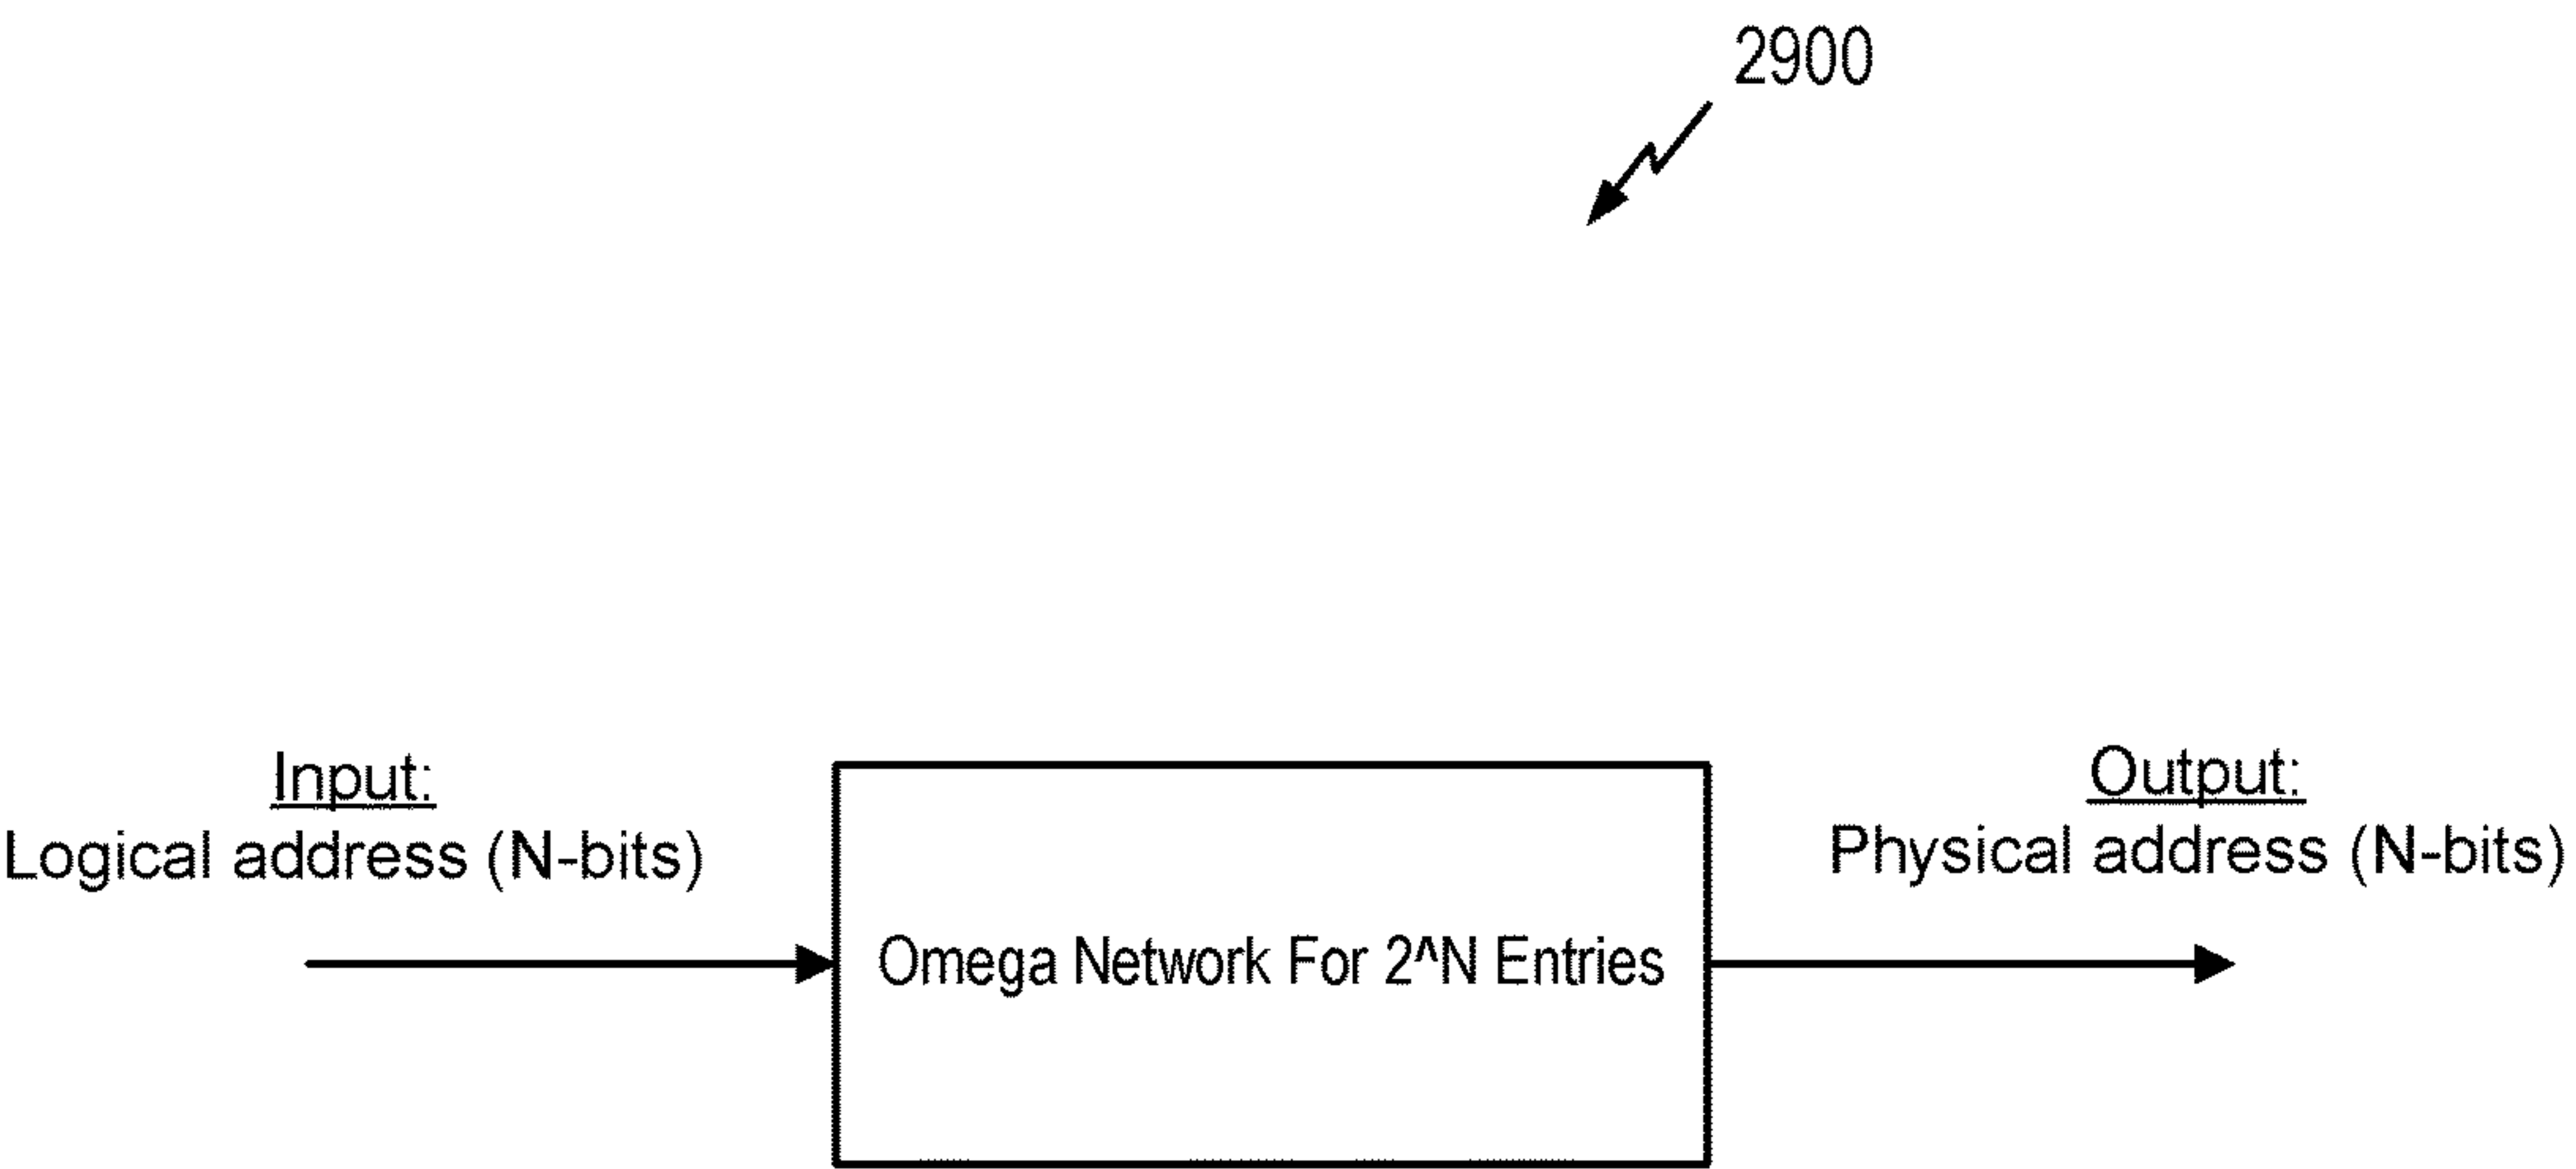 2900
Input:
Logical address (N-bits)
Omega Network For 2^N Entries
Output:
Physical address (N-bits)